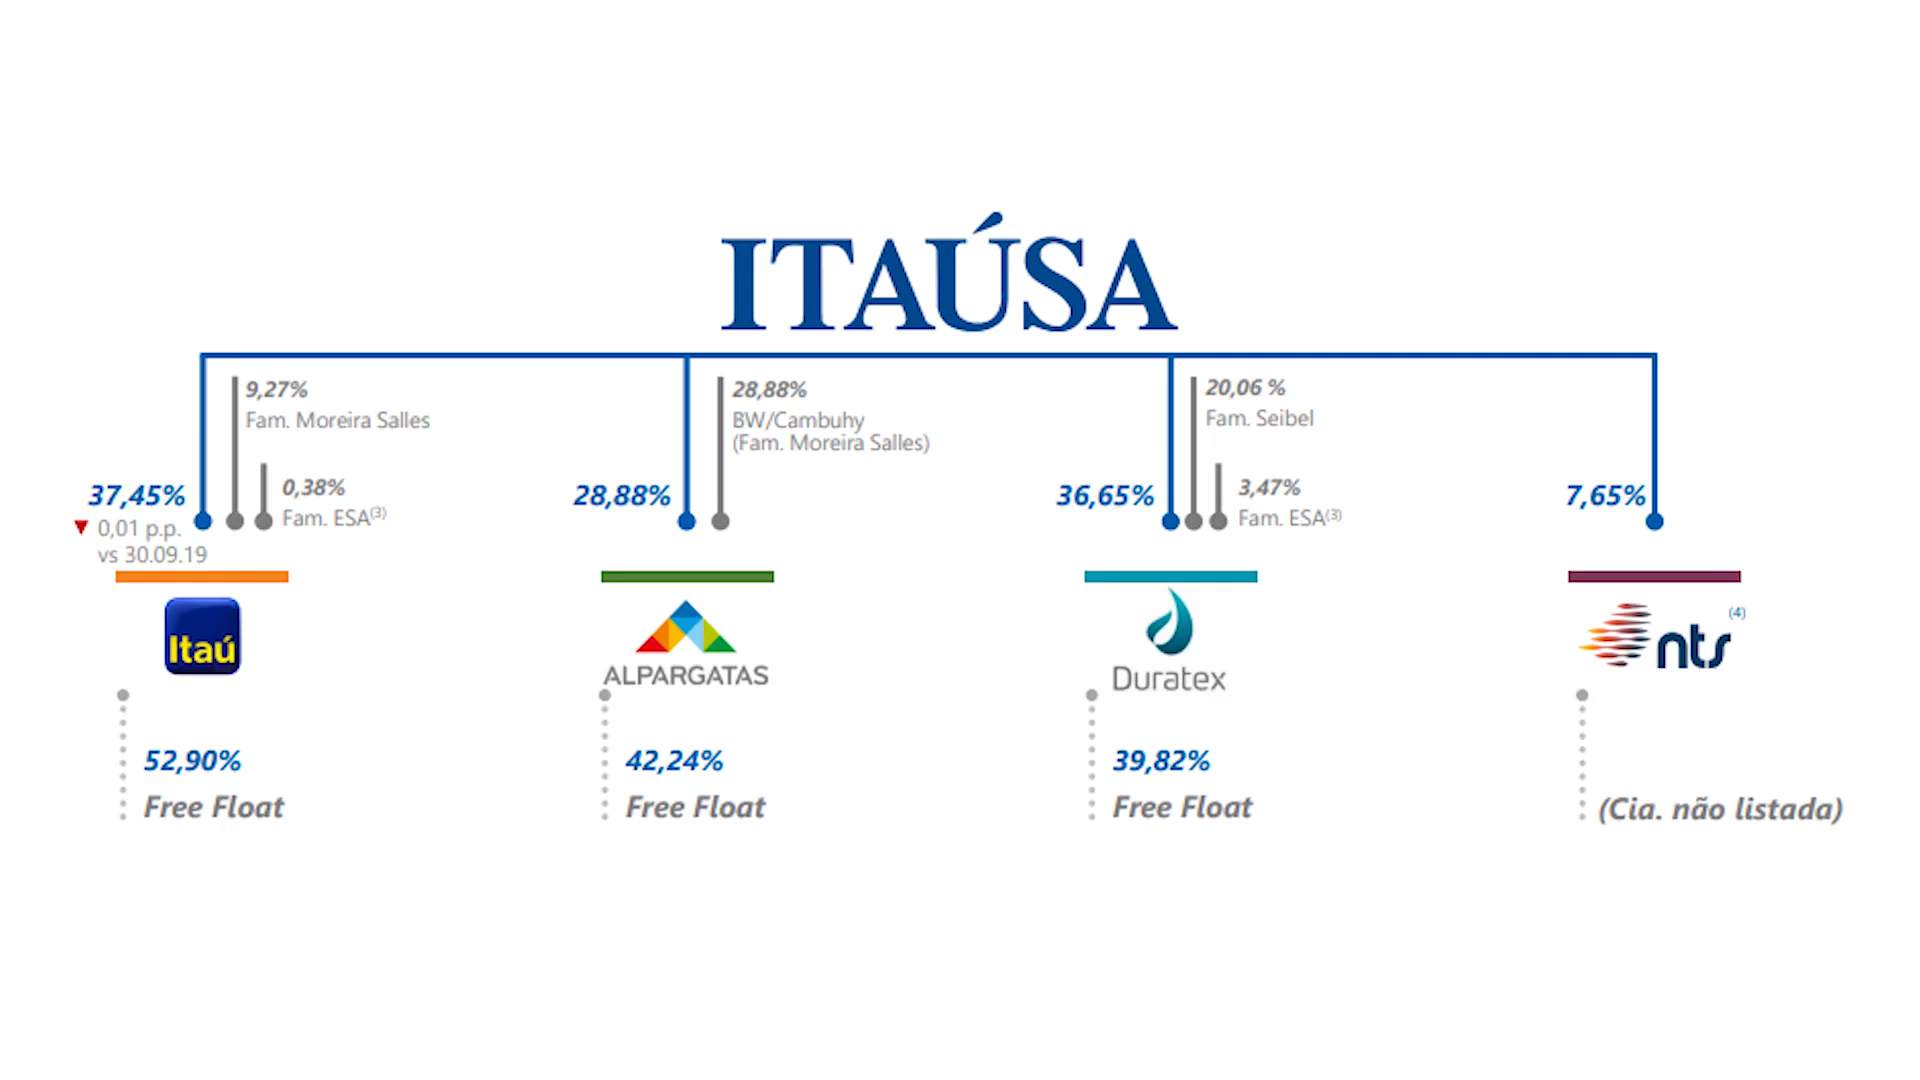 ITAÚSA
9,27%
Fam. Moreira Salles
0,38%
Fam. ESA(3)
37,45%
▼ 0,01 p.p.
vs 30.09.19
Itaú
52,90%
Free Float
28,88%
BW/Cambuhy
(Fam. Moreira Salles)
28,88%
ALPARGATAS
42,24%
Free Float
20,06 %
Fam. Seibel
3,47%
Fam. ESA(3)
36,65%
Duratex
39,82%
Free Float
7,65%
nts (4)
(Cia. não listada)